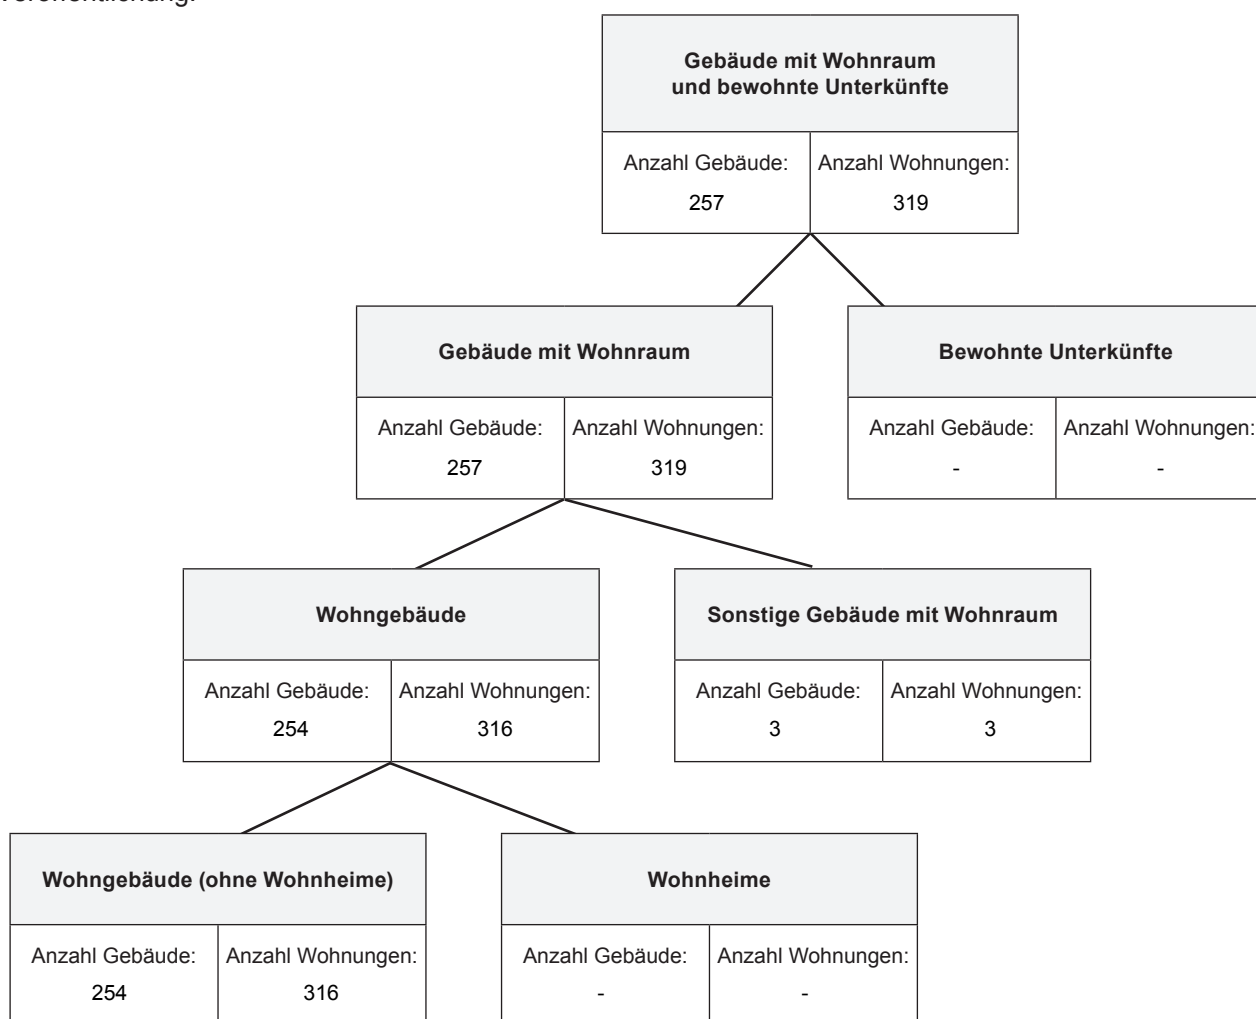 Veröffentlichung.
Gebäude mit Wohnraum
und bewohnte Unterkünfte
Anzahl Gebäude: Anzahl Wohnungen:
257 319
Gebäude mit Wohnraum Bewohnte Unterkünfte
Anzahl Gebäude: Anzahl Wohnungen: Anzahl Gebäude: Anzahl Wohnungen:
257 319 - -
Wohngebäude Sonstige Gebäude mit Wohnraum
Anzahl Gebäude: Anzahl Wohnungen: Anzahl Gebäude: Anzahl Wohnungen:
254 316 3 3
Wohngebäude (ohne Wohnheime) Wohnheime
Anzahl Gebäude: Anzahl Wohnungen: Anzahl Gebäude: Anzahl Wohnungen:
254 316 - -